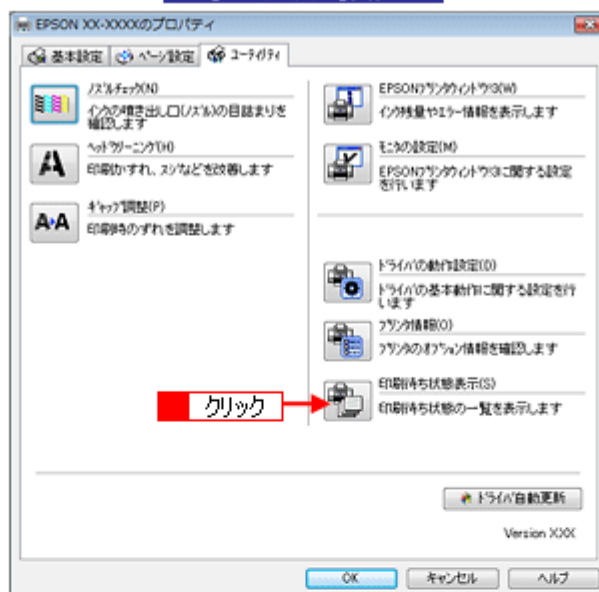 EPSON XX-XXXXのプロパティ
基本設定
ページ設定
ユーティリティ
ノズルチェック(N)
インクの噴き出し口(ノズル)の目詰まりを
確認します
ヘッドクリーニング(H)
印刷かすれ、スジなどを改善します
ギャップ調整(P)
印刷時のずれを調整します
EPSONプリンタウィンドウ!3(W)
インク残量やエラー情報を表示します
モニタの設定(M)
EPSONプリンタウィンドウ!3に関する設定
を行います
ドライバの動作設定(D)
ドライバの基本動作に関する設定を行
います
プリンタ情報(O)
プリンタのオプション情報を確認します
印刷待ち状態表示(S)
印刷待ち状態の一覧を表示します
クリック
ドライバ自動更新
Version X.XX
OK
キャンセル
ヘルプ